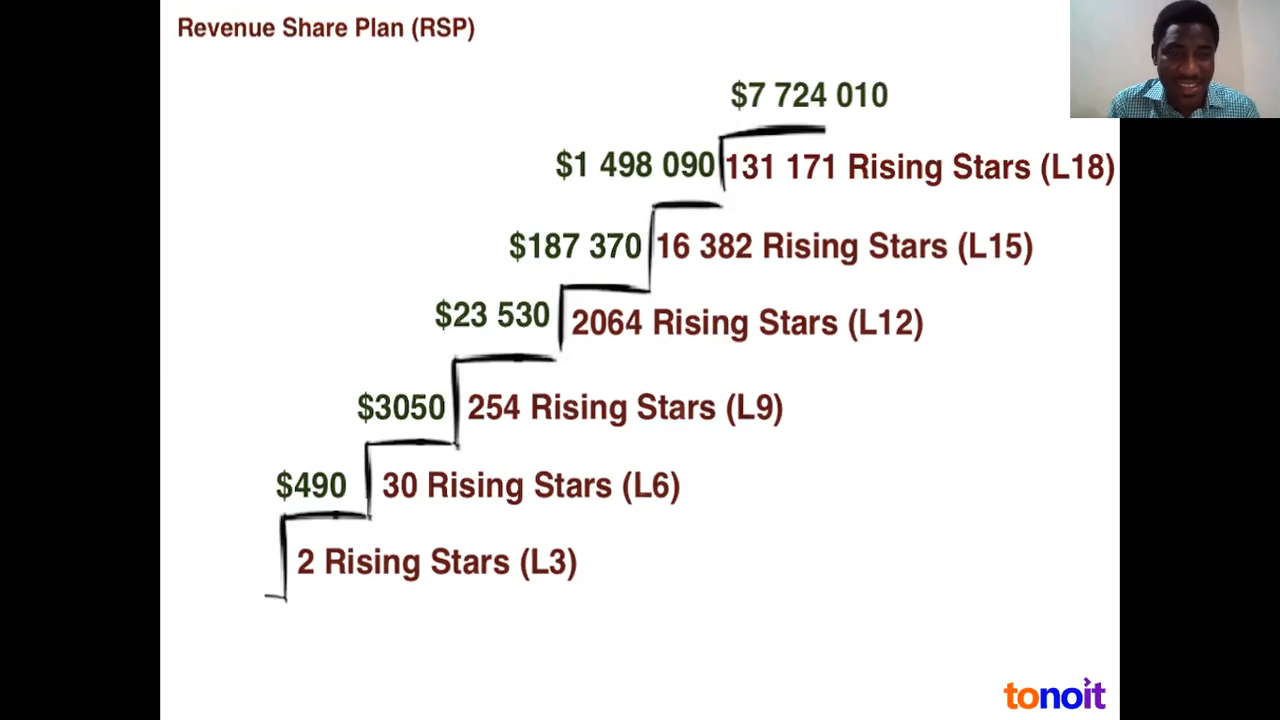 Revenue Share Plan (RSP)
$7 724 010
$1 498 090 131 171 Rising Stars (L18)
$187 370 16 382 Rising Stars (L15)
$23 530 2064 Rising Stars (L12)
$3050 254 Rising Stars (L9)
$490 30 Rising Stars (L6)
2 Rising Stars (L3)
tonoit